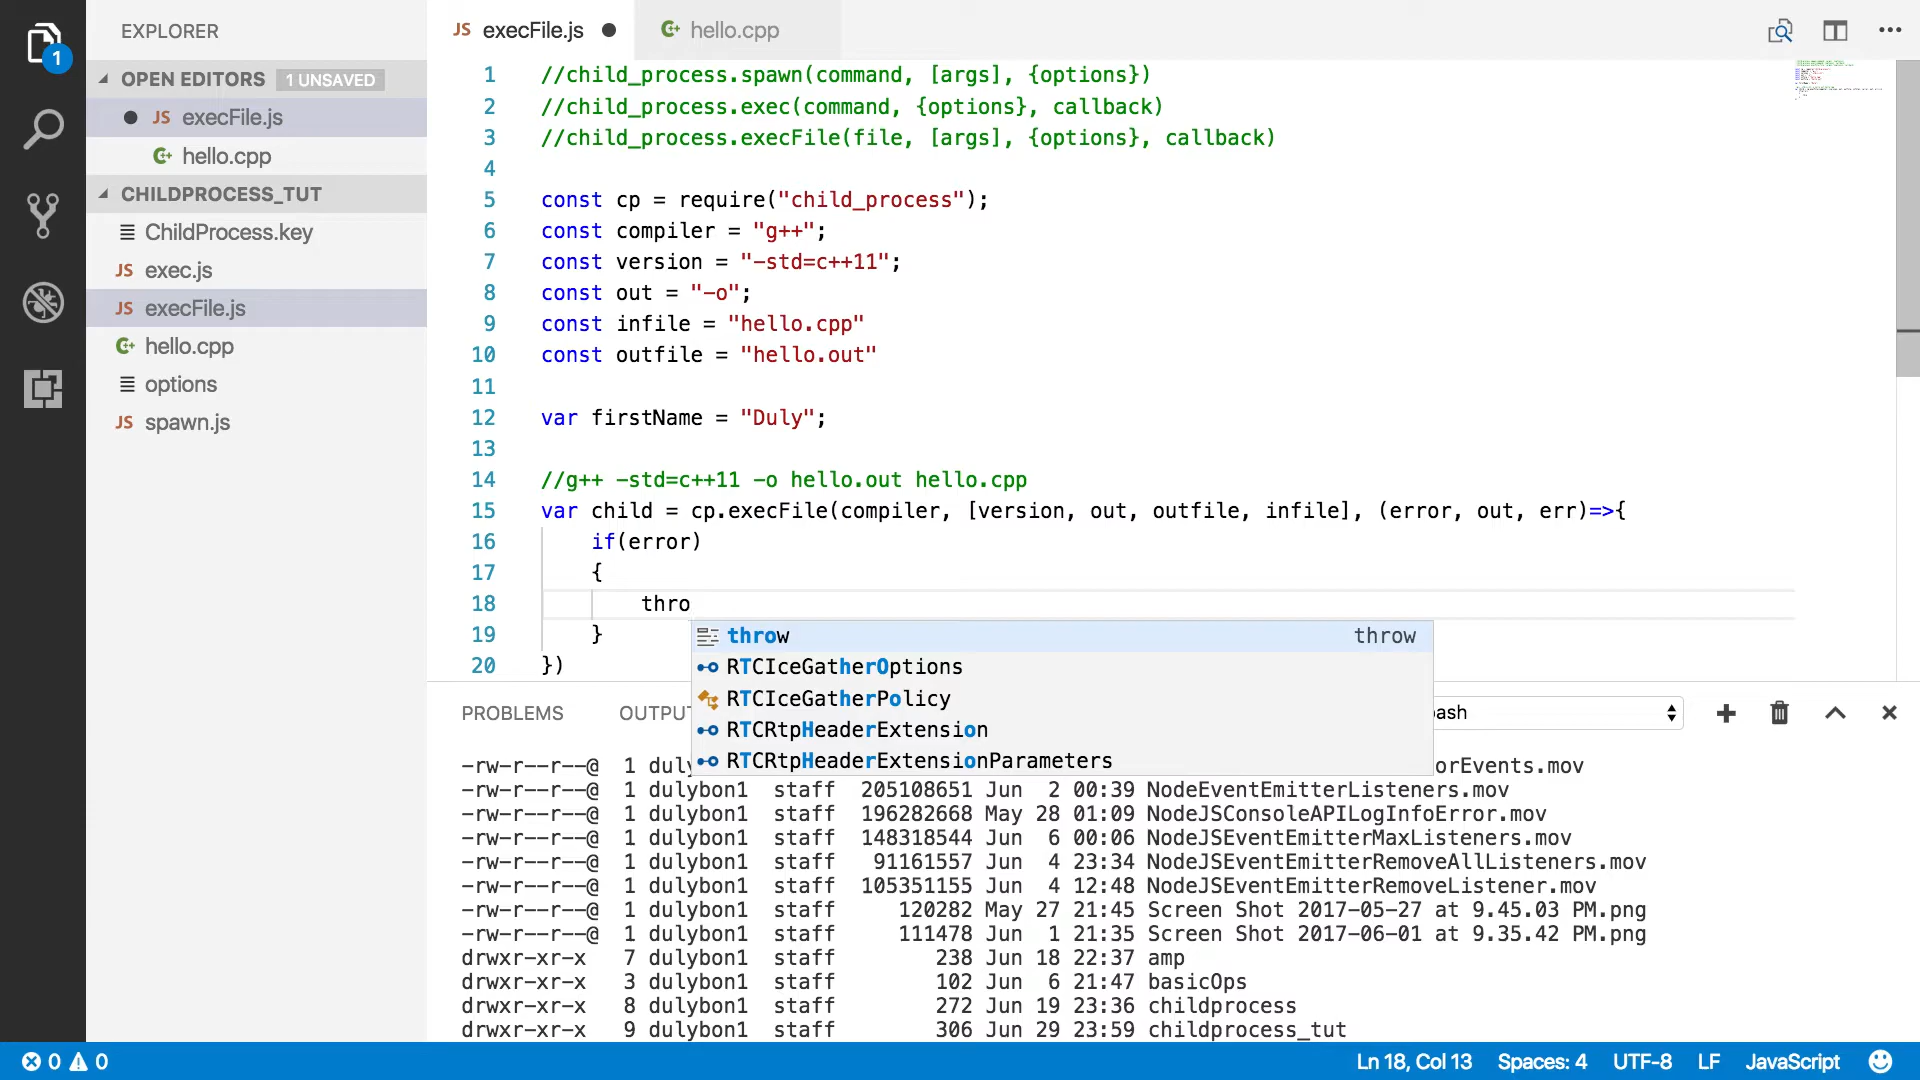 1
EXPLORER
OPEN EDITORS 1 UNSAVED
JS execFile.js
hello.cpp
CHILDPROCESS_TUT
ChildProcess.key
JS exec.js
JS execFile.js
hello.cpp
options
JS spawn.js
JS execFile.js
hello.cpp
1 //child_process.spawn(command, [args], {options})
2 //child_process.exec(command, {options}, callback)
3 //child_process.execFile(file, [args], {options}, callback)
4
5 const cp = require("child_process");
6 const compiler = "g++";
7 const version = "-std=c++11";
8 const out = "-o";
9 const infile = "hello.cpp"
10 const outfile = "hello.out"
11
12 var firstName = "Duly";
13
14 //g++ -std=c++11 -o hello.out hello.cpp
15 var child = cp.execFile(compiler, [version, out, outfile, infile], (error, out, err)=>{
16 if(error)
17 {
18 thro
19 }
20 })
throw throw
RTCIceGatherOptions
RTCIceGatherPolicy
RTCRtpHeaderExtension
RTCRtpHeaderExtensionParameters
PROBLEMS OUTPU ash
-rw-r--r--@ 1 duly orEvents.mov
-rw-r--r--@ 1 dulybon1 staff 205108651 Jun 2 00:39 NodeEventEmitterListeners.mov
-rw-r--r--@ 1 dulybon1 staff 196282668 May 28 01:09 NodeJSConsoleAPILogInfoError.mov
-rw-r--r--@ 1 dulybon1 staff 148318544 Jun 6 00:06 NodeJSEventEmitterMaxListeners.mov
-rw-r--r--@ 1 dulybon1 staff 91161557 Jun 4 23:34 NodeJSEventEmitterRemoveAllListeners.mov
-rw-r--r--@ 1 dulybon1 staff 105351155 Jun 4 12:48 NodeJSEventEmitterRemoveListener.mov
-rw-r--r--@ 1 dulybon1 staff 120282 May 27 21:45 Screen Shot 2017-05-27 at 9.45.03 PM.png
-rw-r--r--@ 1 dulybon1 staff 111478 Jun 1 21:35 Screen Shot 2017-06-01 at 9.35.42 PM.png
drwxr-xr-x 7 dulybon1 staff 238 Jun 18 22:37 amp
drwxr-xr-x 3 dulybon1 staff 102 Jun 6 21:47 basicOps
drwxr-xr-x 8 dulybon1 staff 272 Jun 19 23:36 childprocess
drwxr-xr-x 9 dulybon1 staff 306 Jun 29 23:59 childprocess_tut
0 0 Ln 18, Col 13 Spaces: 4 UTF-8 LF JavaScript